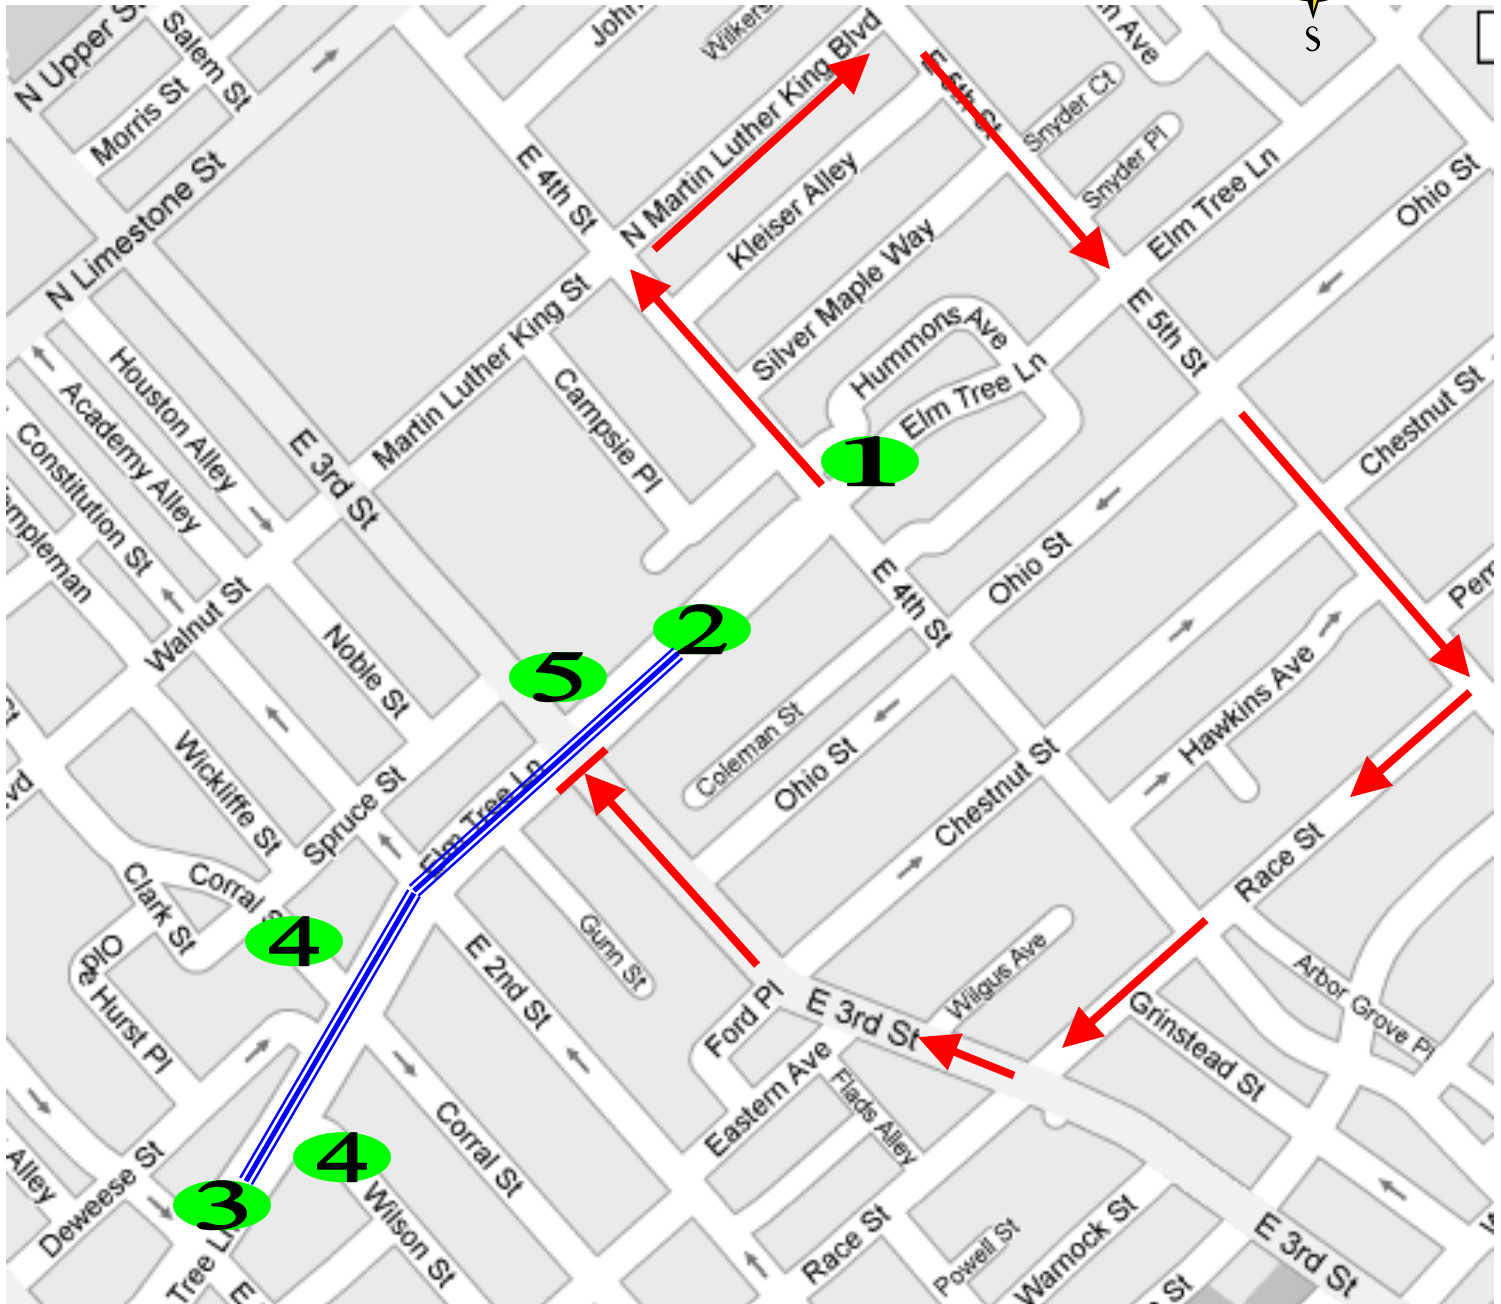 N Upper St
Salem St
John
Wilkers
S
Morris St
N Martin Luther King Blvd
E 5th St
Snyder Ct
Snyder Pl
N Limestone St
E 4th St
Kleiser Alley
Elm Tree Ln
Ohio St
Silver Maple Way
Hummons Ave
E 5th St
Martin Luther King St
Elm Tree Ln
Houston Alley
Academy Alley
Constitution St
Campsie Pl
E 3rd St
1
Chestnut St
Walnut St
Noble St
Ohio St
E 4th St
2
5
Hawkins Ave
Coleman St
Ohio St
Chestnut St
Wickliffe St
Spruce St
Elm Tree Ln
Race St
Clark St
Corral S
4
Gunn St
E 2nd St
Wilgus Ave
Arbor Grove Pl
Old
e Hurst Pl
Ford Pl
E 3rd St
Grinstead St
Eastern Ave
Flads Alley
Corral St
4
Alley
Deweese St
3
Wilson St
Tree L
Race St
Powell St
Warnock St
E 3rd St
St